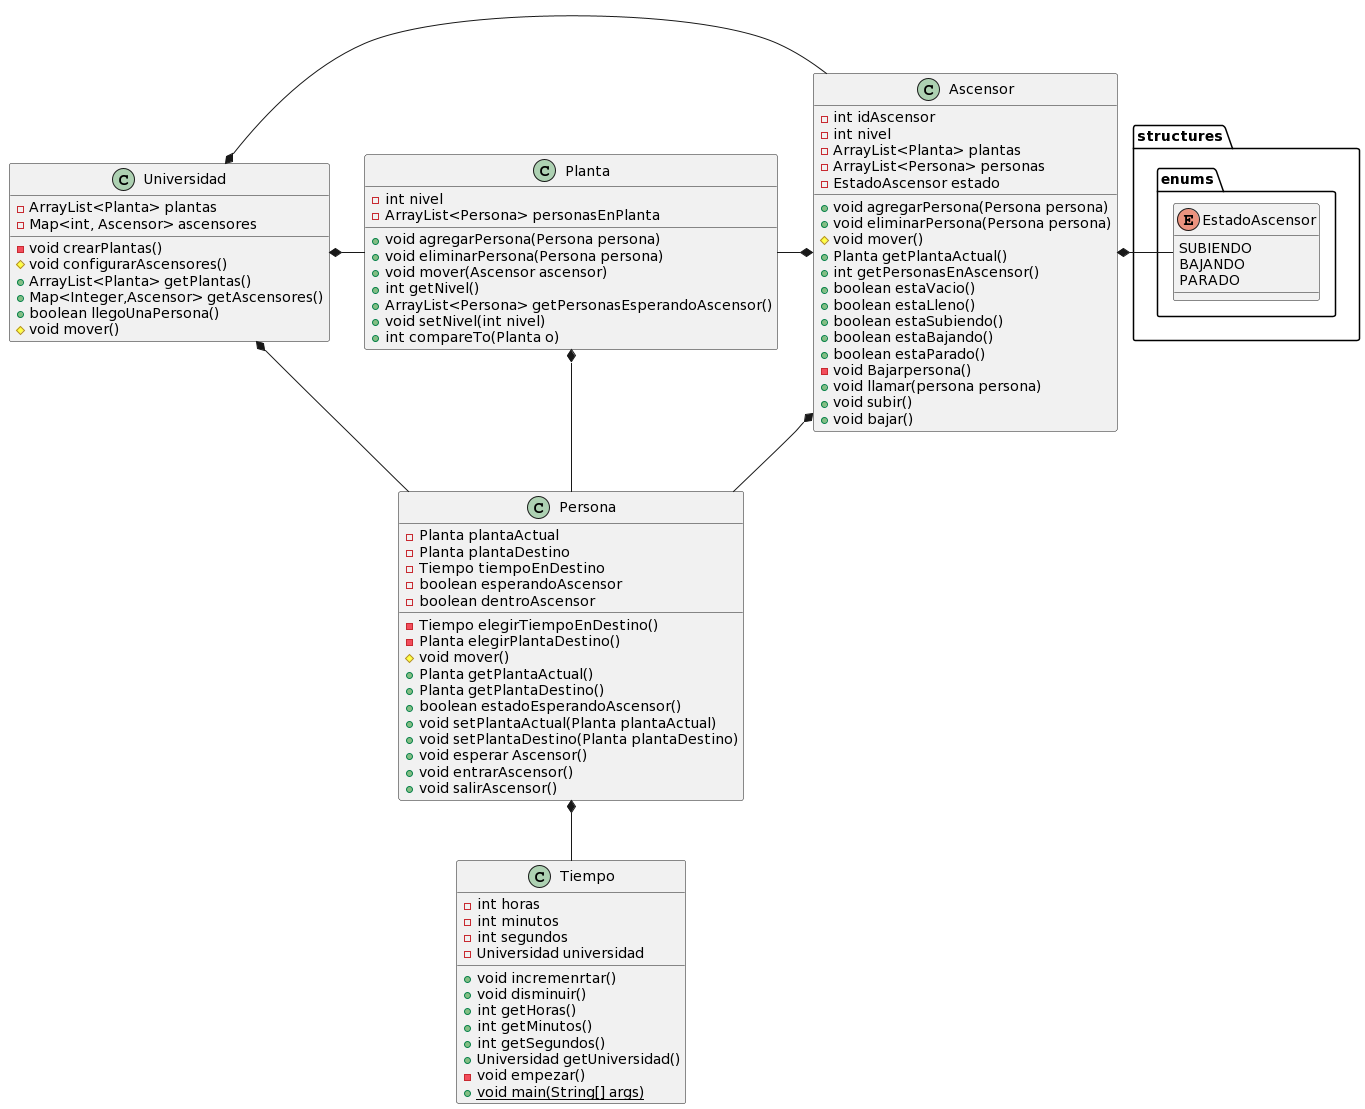 Universidad
ArrayList<Planta> plantas
Map<int, Ascensor> ascensores
void crearPlantas()
void configurarAscensores()
ArrayList<Planta> getPlantas()
Map<Integer,Ascensor> getAscensores()
boolean llegoUnaPersona()
void mover()
Planta
int nivel
ArrayList<Persona> personasEnPlanta
void agregarPersona(Persona persona)
void eliminarPersona(Persona persona)
void mover(Ascensor ascensor)
int getNivel()
ArrayList<Persona> getPersonasEsperandoAscensor()
void setNivel(int nivel)
int compareTo(Planta o)
Ascensor
int idAscensor
int nivel
ArrayList<Planta> plantas
ArrayList<Persona> personas
EstadoAscensor estado
void agregarPersona(Persona persona)
void eliminarPersona(Persona persona)
void mover()
Planta getPlantaActual()
int getPersonasEnAscensor()
boolean estaVacio()
boolean estaLleno()
boolean estaSubiendo()
boolean estaBajando()
boolean estaParado()
void Bajarpersona()
void llamar(persona persona)
void subir()
void bajar()
structures
enums
EstadoAscensor
SUBIENDO
BAJANDO
PARADO
Persona
Planta plantaActual
Planta plantaDestino
Tiempo tiempoEnDestino
boolean esperandoAscensor
boolean dentroAscensor
Tiempo elegirTiempoEnDestino()
Planta elegirPlantaDestino()
void mover()
Planta getPlantaActual()
Planta getPlantaDestino()
boolean estadoEsperandoAscensor()
void setPlantaActual(Planta plantaActual)
void setPlantaDestino(Planta plantaDestino)
void esperar Ascensor()
void entrarAscensor()
void salirAscensor()
Tiempo
int horas
int minutos
int segundos
Universidad universidad
void incremenrtar()
void disminuir()
int getHoras()
int getMinutos()
int getSegundos()
Universidad getUniversidad()
void empezar()
void main(String[] args)